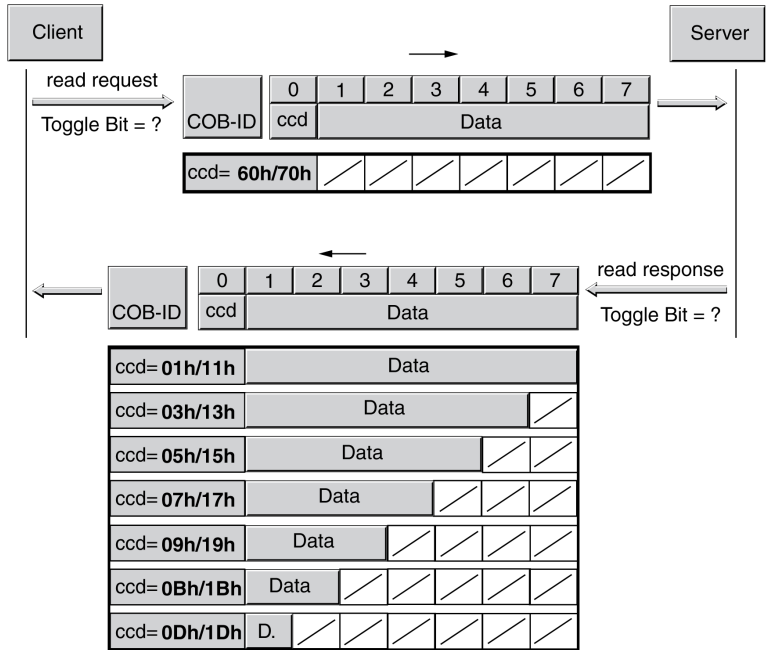 Client
Server
read request
Toggle Bit = ?
COB-ID
0 1 2 3 4 5 6 7
ccd Data
ccd= 60h/70h
read response
Toggle Bit = ?
COB-ID
0 1 2 3 4 5 6 7
ccd Data
ccd= 01h/11h Data
ccd= 03h/13h Data
ccd= 05h/15h Data
ccd= 07h/17h Data
ccd= 09h/19h Data
ccd= 0Bh/1Bh Data
ccd= 0Dh/1Dh D.